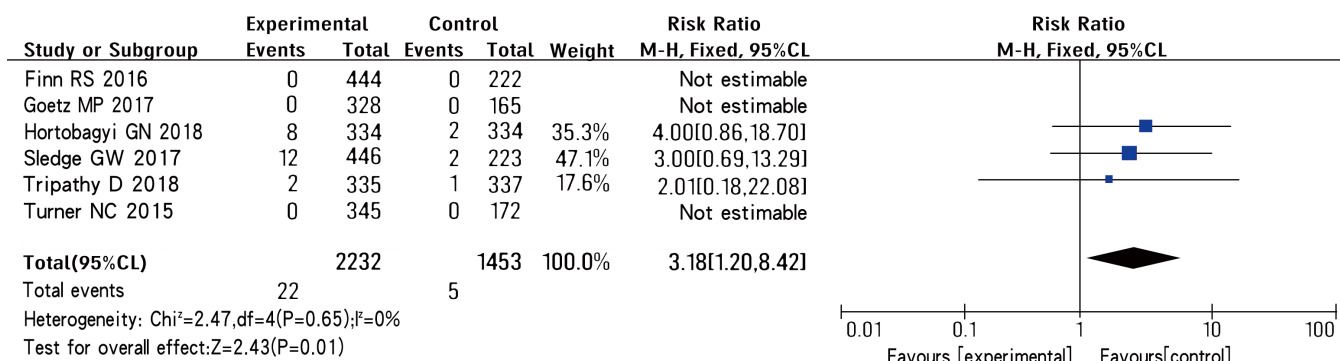 Experimental Control Risk Ratio Risk Ratio
Study or Subgroup Events Total Events Total Weight M-H, Fixed, 95%CL M-H, Fixed, 95%CL
Finn RS 2016 0 444 0 222 Not estimable
Goetz MP 2017 0 328 0 165 Not estimable
Hortobagyi GN 2018 8 334 2 334 35.3% 4.00[0.86,18.70]
Sledge GW 2017 12 446 2 223 47.1% 3.00[0.69,13.29]
Tripathy D 2018 2 335 1 337 17.6% 2.01[0.18,22.08]
Turner NC 2015 0 345 0 172 Not estimable
Total(95%CL) 2232 1453 100.0% 3.18[1.20,8.42]
Total events 22 5
Heterogeneity: Chi²=2.47,df=4(P=0.65);I²=0%
Test for overall effect:Z=2.43(P=0.01)
0.01 0.1 1 10 100
Favours [experimental] Favours[control]